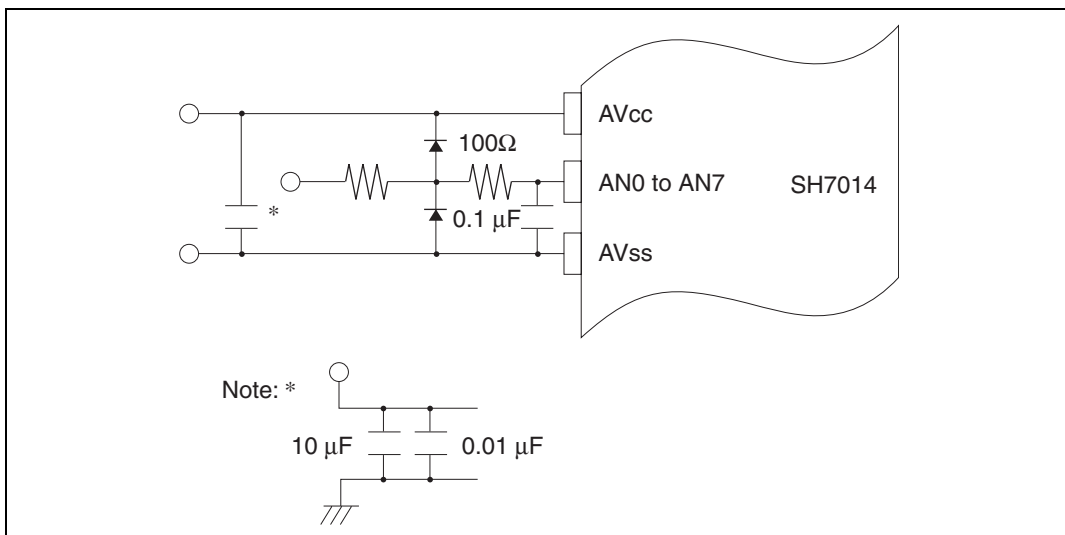 AVcc
100Ω
AN0 to AN7
SH7014
*
0.1 μF
AVss
Note: *
10 μF
0.01 μF